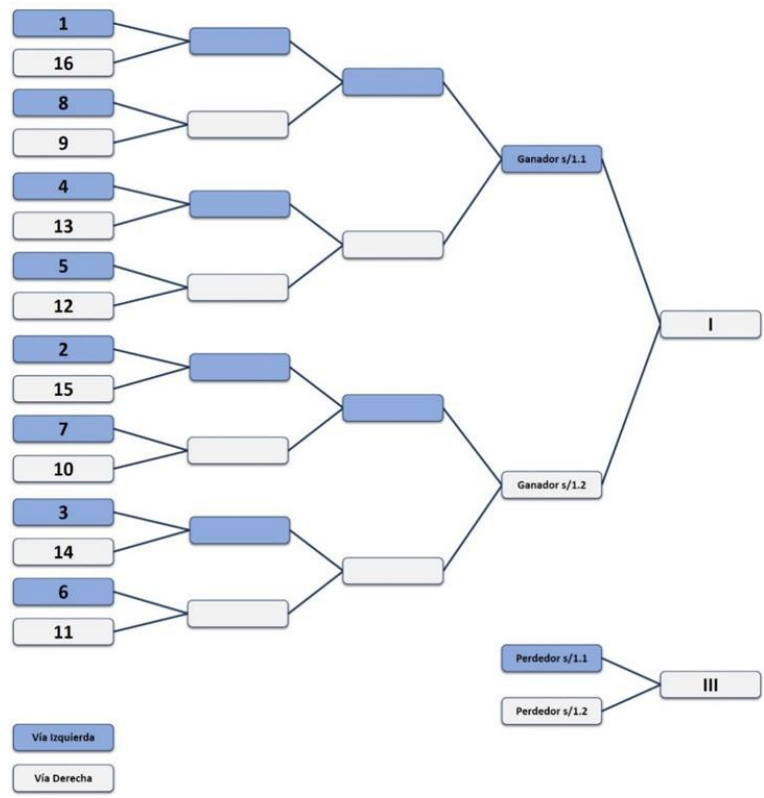 1
16
8
9
4
13
5
12
2
15
7
10
3
14
6
11
Ganador s/1.1
Ganador s/1.2
I
Perdedor s/1.1
Perdedor s/1.2
III
Vía Izquierda
Vía Derecha